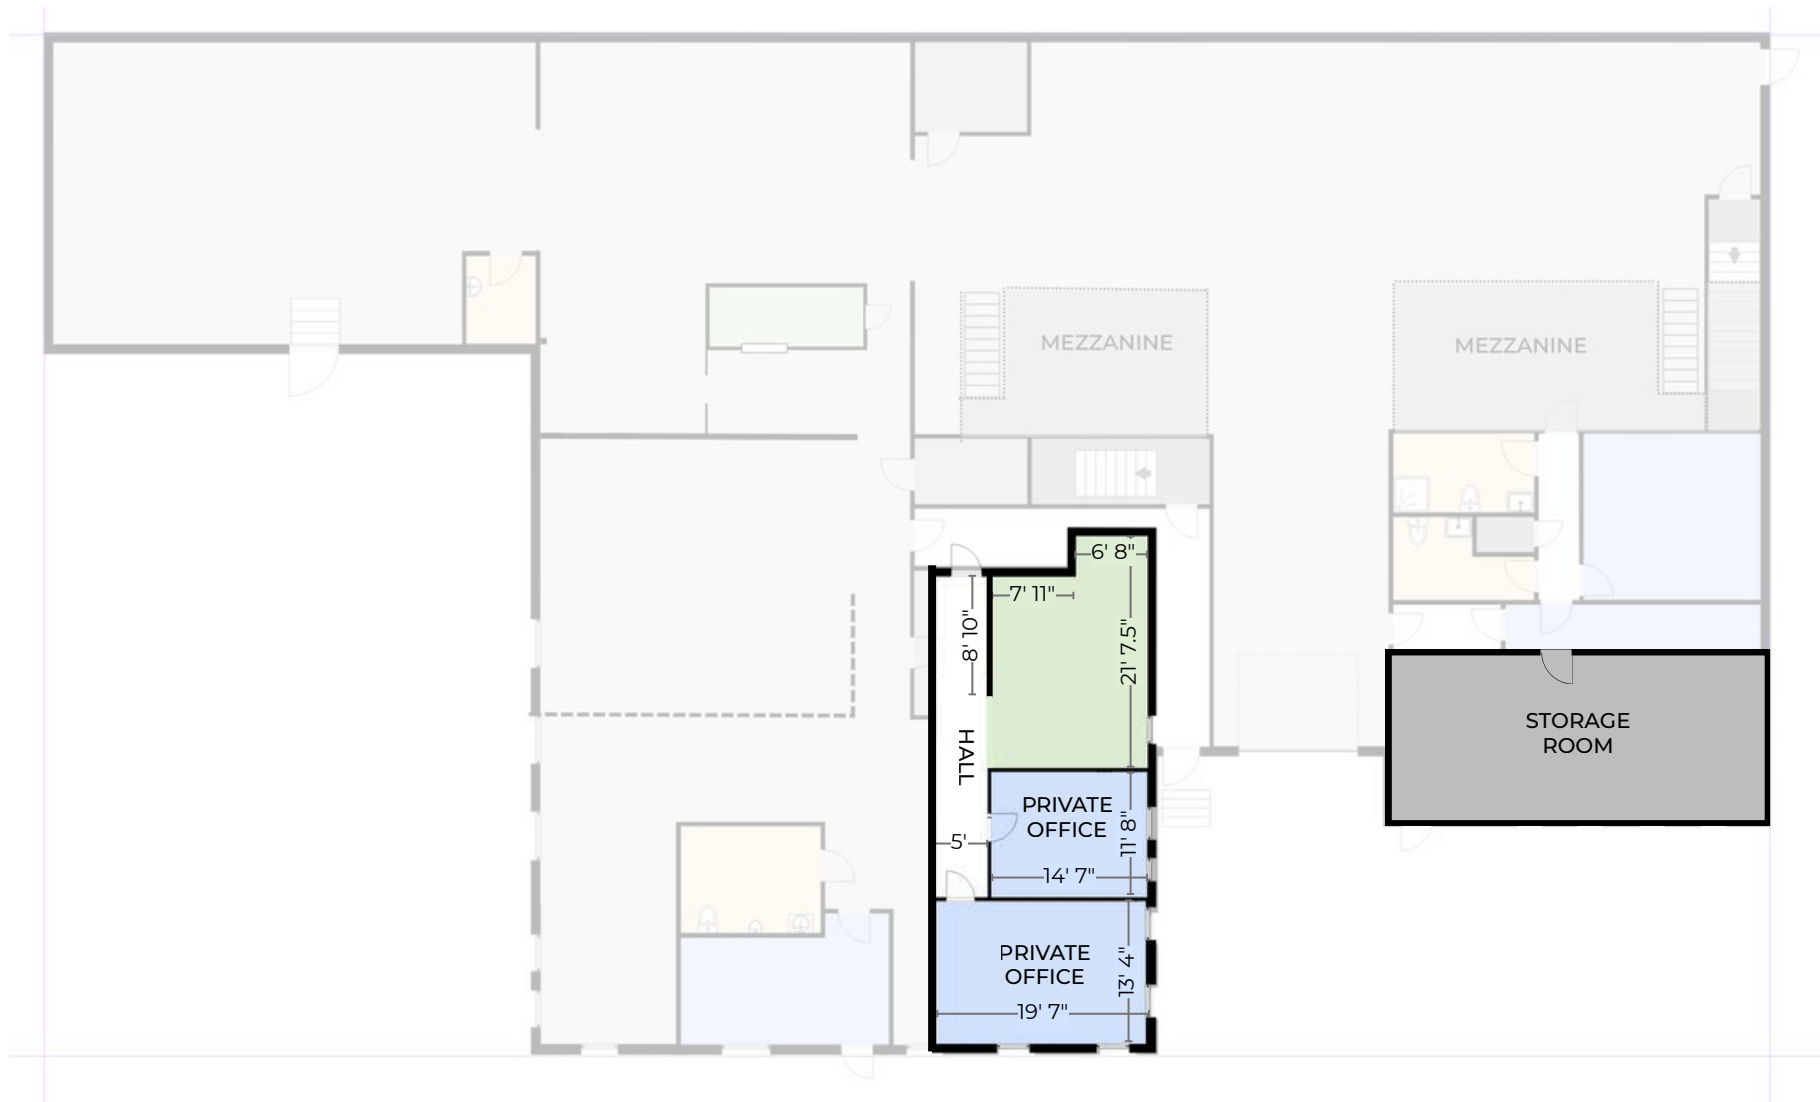 MEZZANINE
MEZZANINE
6' 8"
7' 11"
8' 10"
21' 7.5"
HALL
STORAGE
ROOM
PRIVATE
OFFICE
11' 8"
5'
14' 7"
PRIVATE
OFFICE
13' 4"
19' 7"